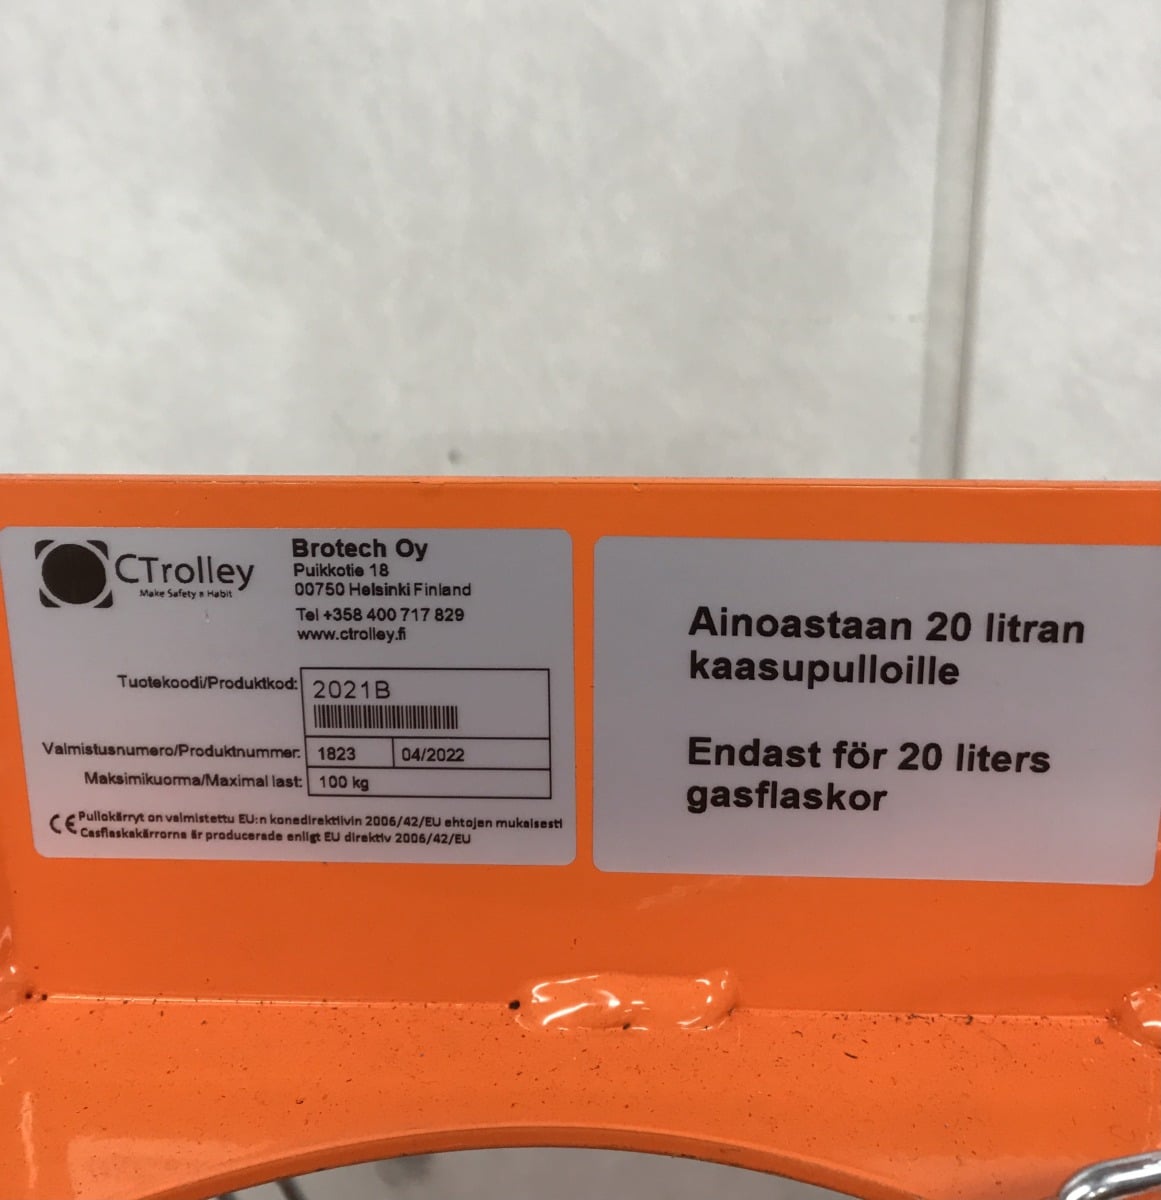 CTrolley
Make Safety a Habit
Brotech Oy
Puikkotie 18
00750 Helsinki Finland
Tel +358 400 717 829
www.ctrolley.fi
Tuotekoodi/Produktkod: 2021B
Valmistusnumero/Produktnummer: 1823 04/2022
Maksimikuorma/Maximal last: 100 kg
CE Pullokärryt on valmistettu EU:n konedirektiivin 2006/42/EU ehtojen mukaisesti
Gasflaskakärrorna är producerade enligt EU direktiv 2006/42/EU
Ainoastaan 20 litran
kaasupulloille
Endast för 20 liters
gasflaskor